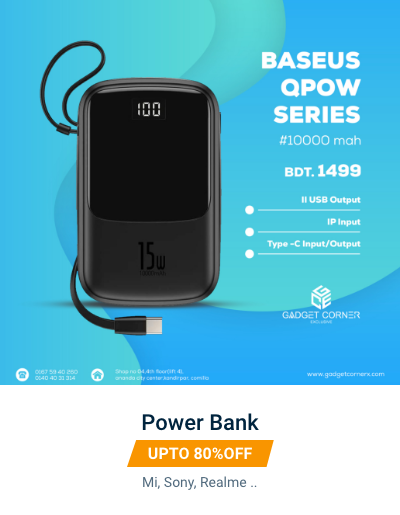 BASEUS
QPOW
SERIES
#10000 mah
BDT. 1499
II USB Output
IP Input
Type -C Input/Output
100
15w
GADGET CORNER
www.gadgetcornerx.com
Power Bank
UPTO 80%OFF
Mi, Sony, Realme ..